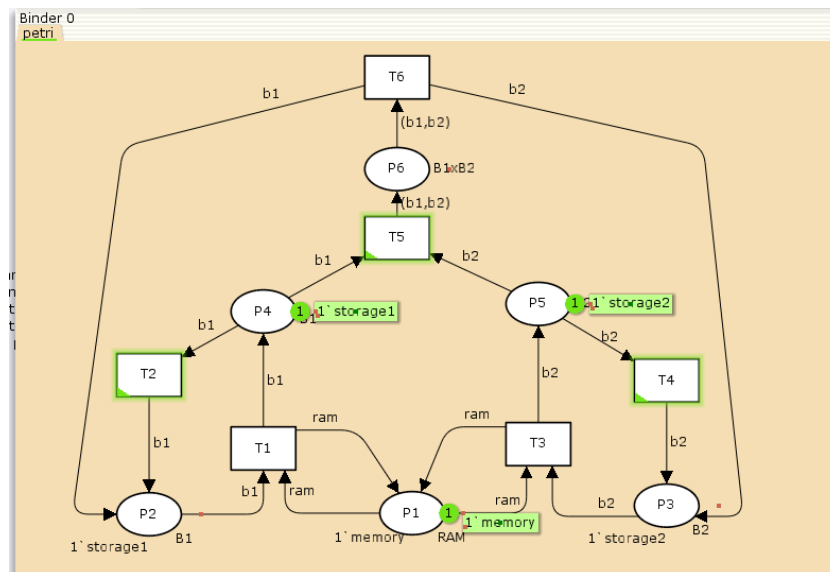 Binder 0
petri
T6
b1
b2
(b1,b2)
P6
B1xB2
(b1,b2)
T5
b1
b2
P4
1
1`storage1
P5
1
1`storage2
b1
b2
T2
T4
b1
b2
ram
ram
T1
T3
b1
b2
b1
ram
ram
b2
P2
P1
1
1`memory
P3
1`storage1
B1
1`memory
RAM
1`storage2
B2